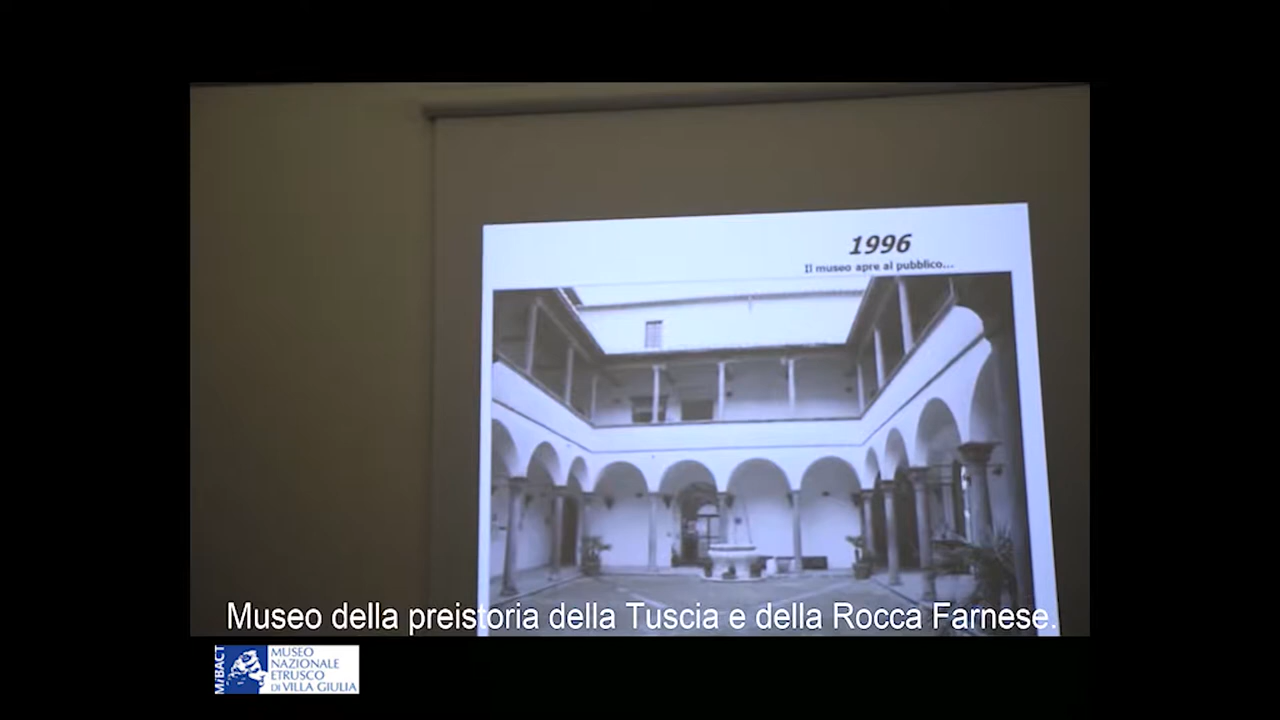 1996
Il museo apre al pubblico...
Museo della preistoria della Tuscia e della Rocca Farnese.
MiBACT
MUSEO
NAZIONALE
ETRUSCO
DI VILLA GIULIA